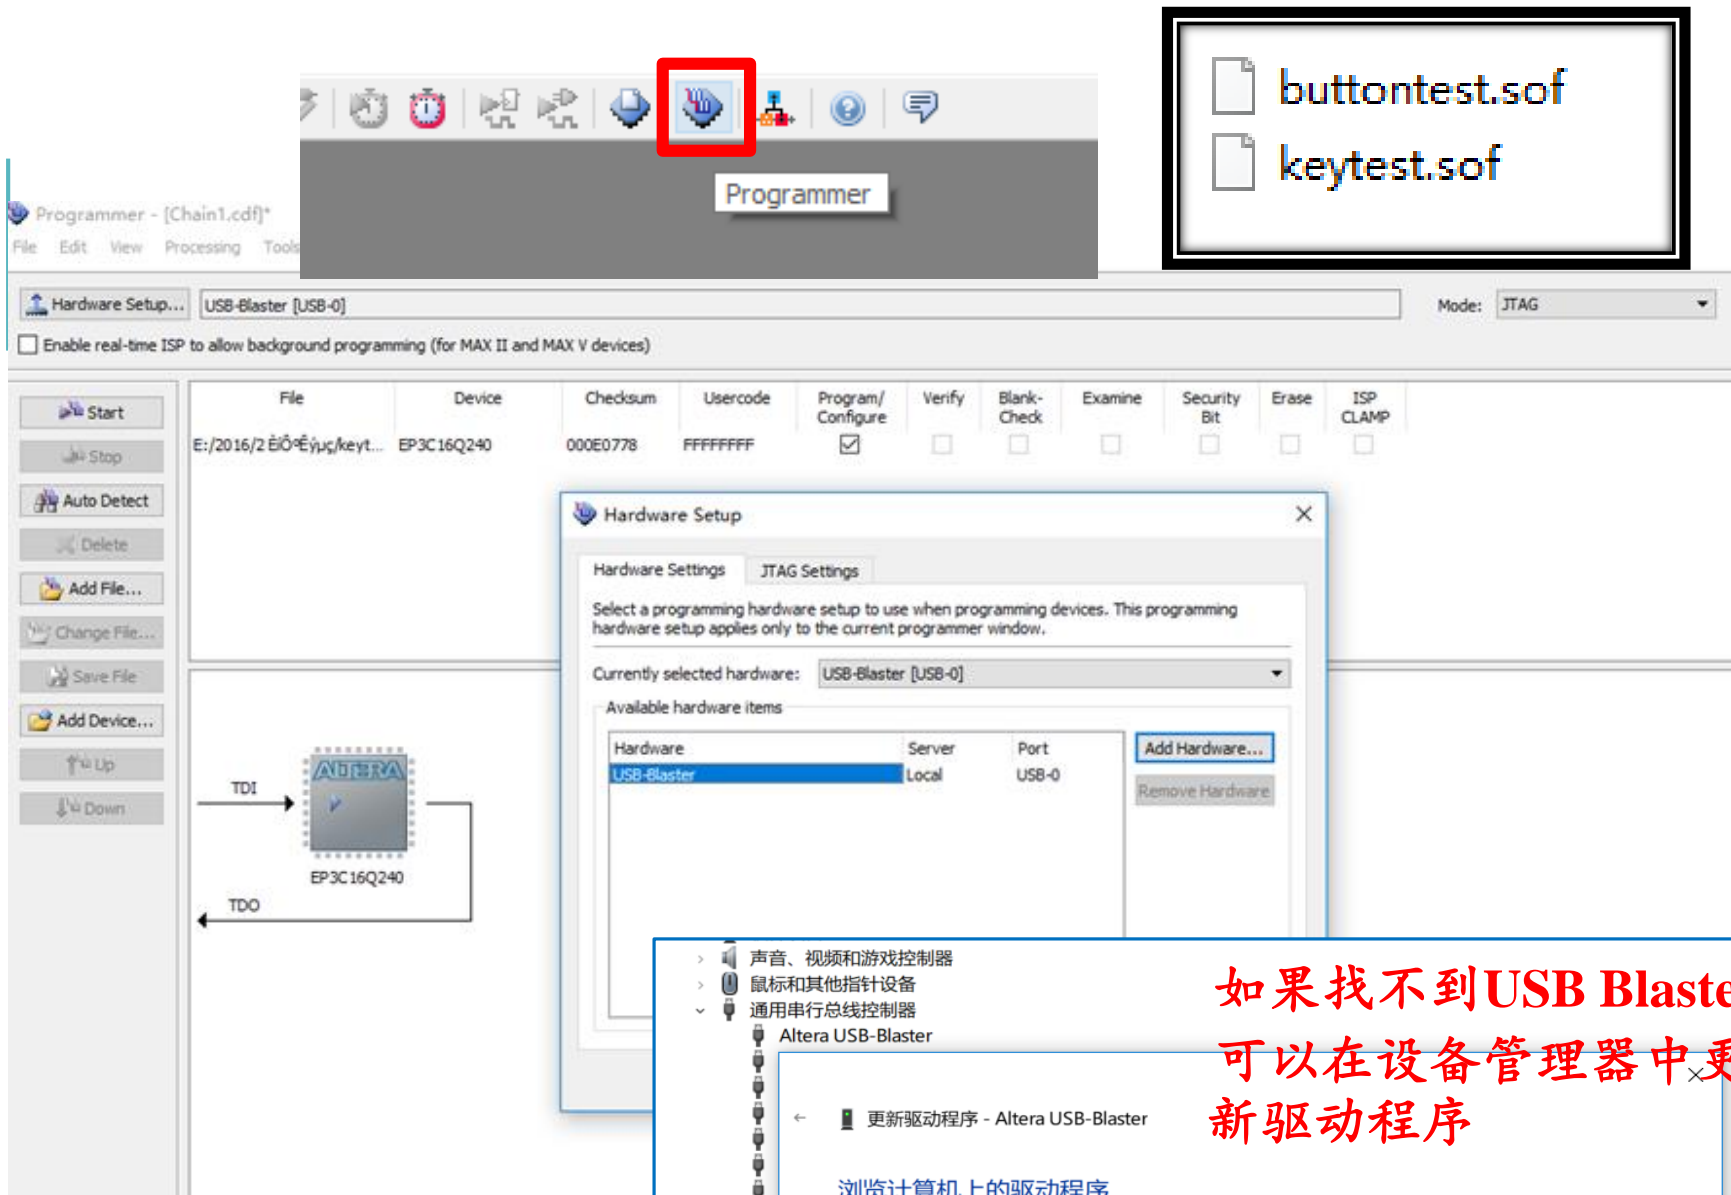 buttontest.sof
keytest.sof
Programmer
Programmer - [Chain1.cdf]*
File Edit View Processing Tools
Hardware Setup... USB-Blaster [USB-0] Mode: JTAG
Enable real-time ISP to allow background programming (for MAX II and MAX V devices)
Start
Stop
Auto Detect
Delete
Add File...
Change File...
Save File
Add Device...
Up
Down
File Device Checksum Usercode Program/ Configure Verify Blank- Check Examine Security Bit Erase ISP CLAMP
E:/2016/2 ÈÎÔºÊýµç/keyt... EP3C16Q240 000E0778 FFFFFFFF
TDI
ALTERA
EP3C16Q240
TDO
Hardware Setup
Hardware Settings JTAG Settings
Select a programming hardware setup to use when programming devices. This programming
hardware setup applies only to the current programmer window.
Currently selected hardware: USB-Blaster [USB-0]
Available hardware items
Hardware Server Port
USB-Blaster Local USB-0
Add Hardware...
Remove Hardware
声音、视频和游戏控制器
鼠标和其他指针设备
通用串行总线控制器
Altera USB-Blaster
更新驱动程序 - Altera USB-Blaster
浏览计算机上的驱动程序
如果找不到USB Blaste
可以在设备管理器中更
新驱动程序